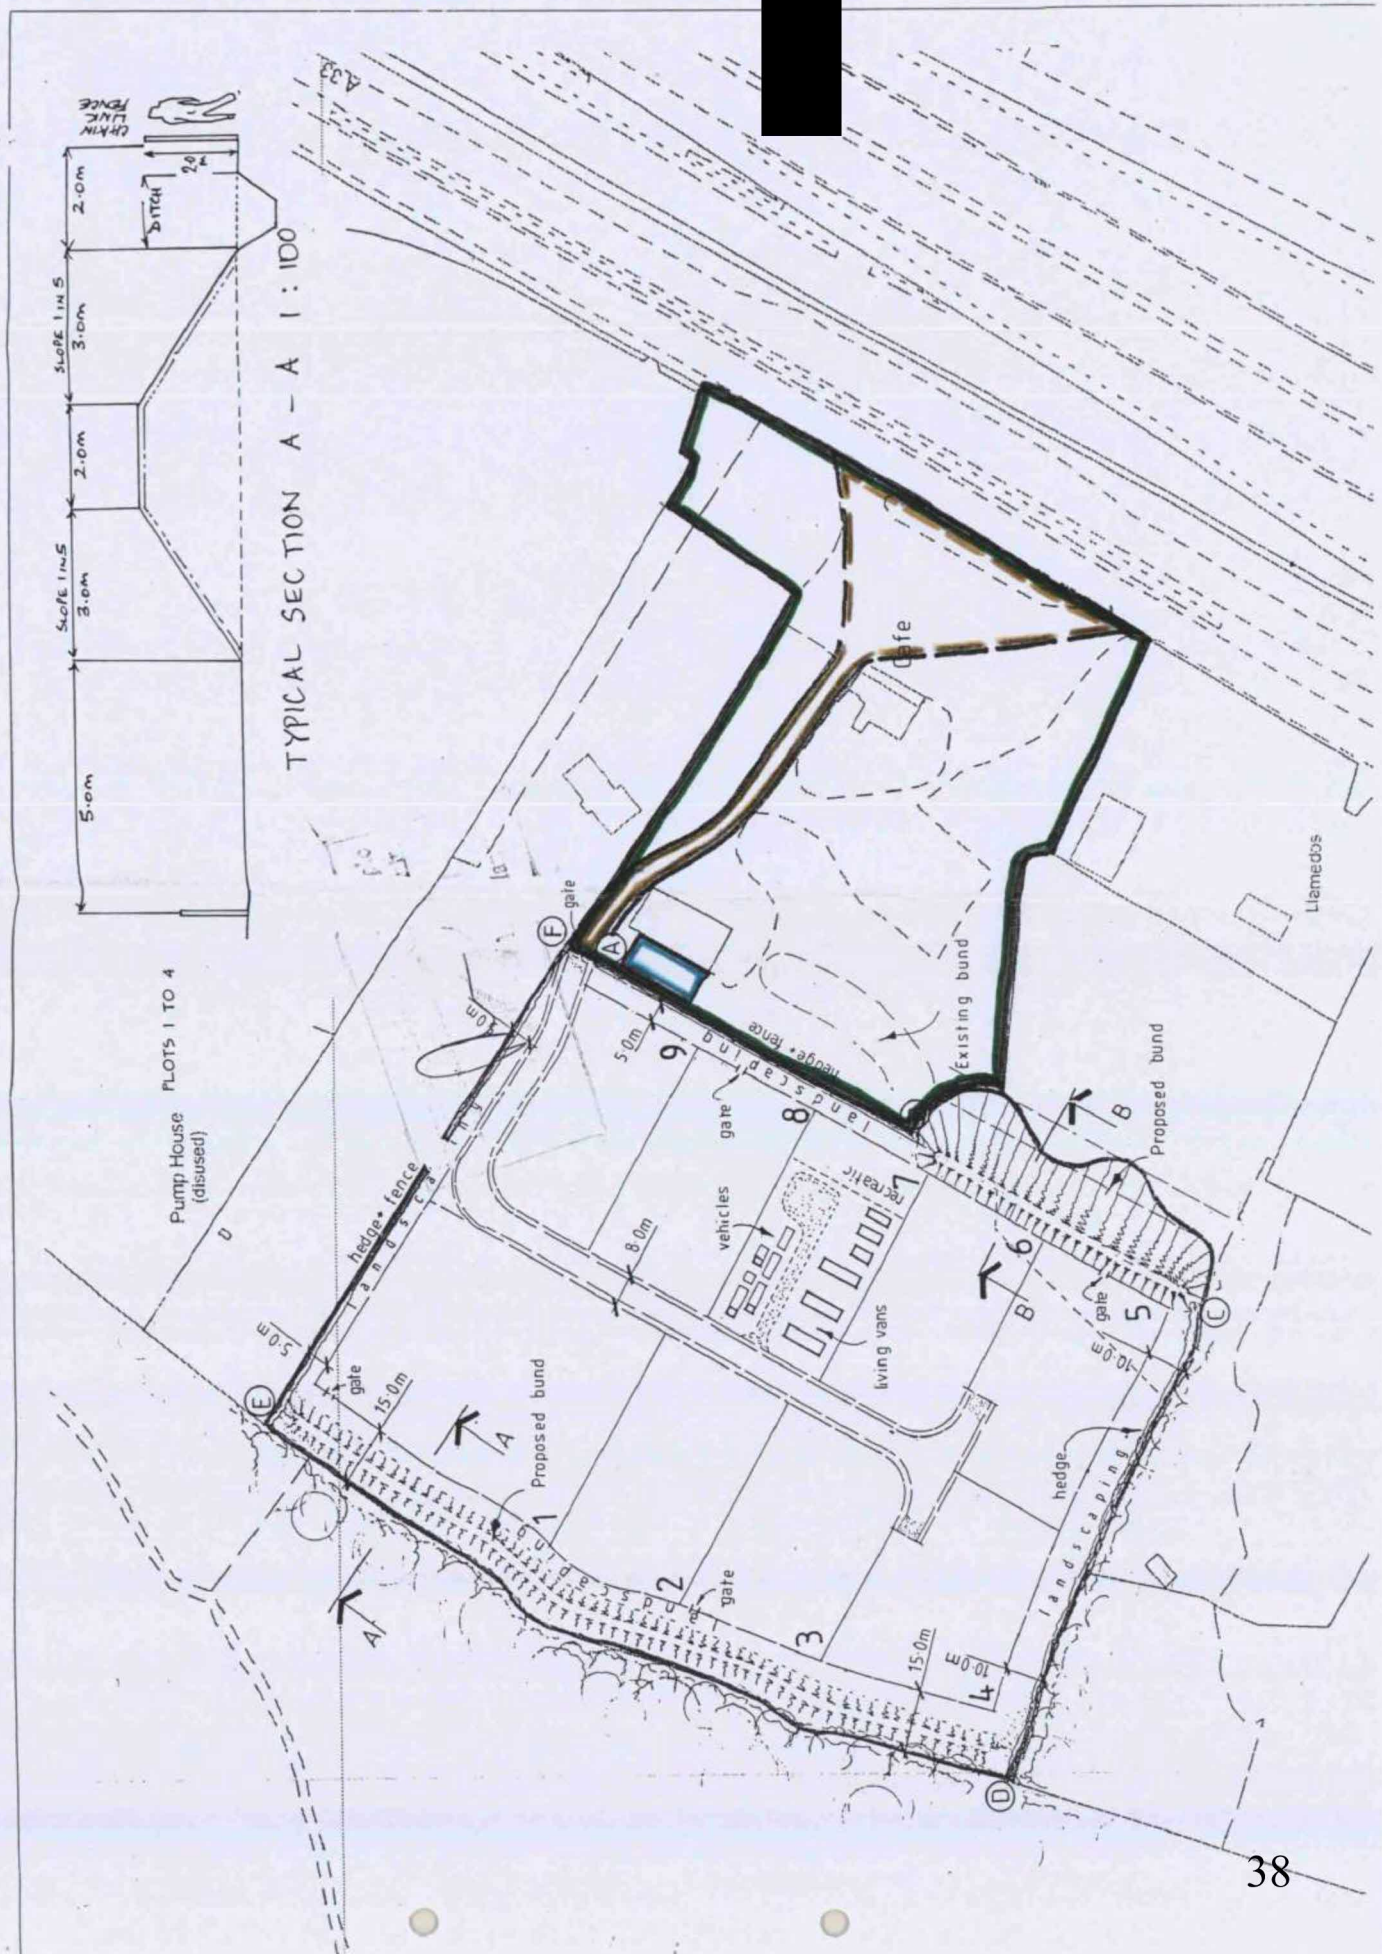 CHAIN
LINK
FENCE
2.0m
DITCH
2.0m
SLOPE 1 IN 5
3.0m
2.0m
SLOPE 1 IN 5
3.0m
5.0m
TYPICAL SECTION A - A 1 : 100
PLOTS 1 TO 4
A33
Pump House
(disused)
D
Cafe
Llamedos
F
gate
A
5.0m
hedge + fence
landscaping
9
8
7
6
5
gate
Existing bund
Proposed bund
B
B
vehicles
living vans
8.0m
gate
10.0m
C
hedge
landscaping
hedge + fence
5.0m
E
gate
15.0m
A
A
Proposed bund
1
2
3
4
gate
15.0m
10.0m
D
38